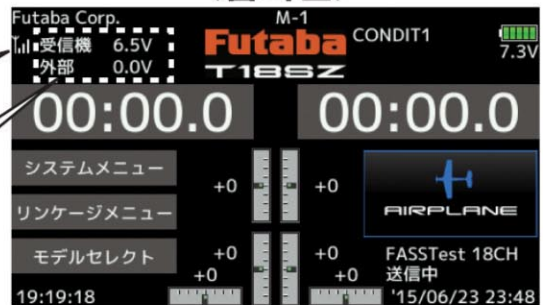 Futaba Corp.
M-1
受信機 6.5V
外部 0.0V
Futaba
T18SZ
CONDIT1
7.3V
00:00.0
00:00.0
システムメニュー
リンケージメニュー
モデルセレクト
+0
+0
+0
+0
+0
+0
AIRPLANE
FASSTest 18CH
送信中
19:19:18
'15/06/23 23:48